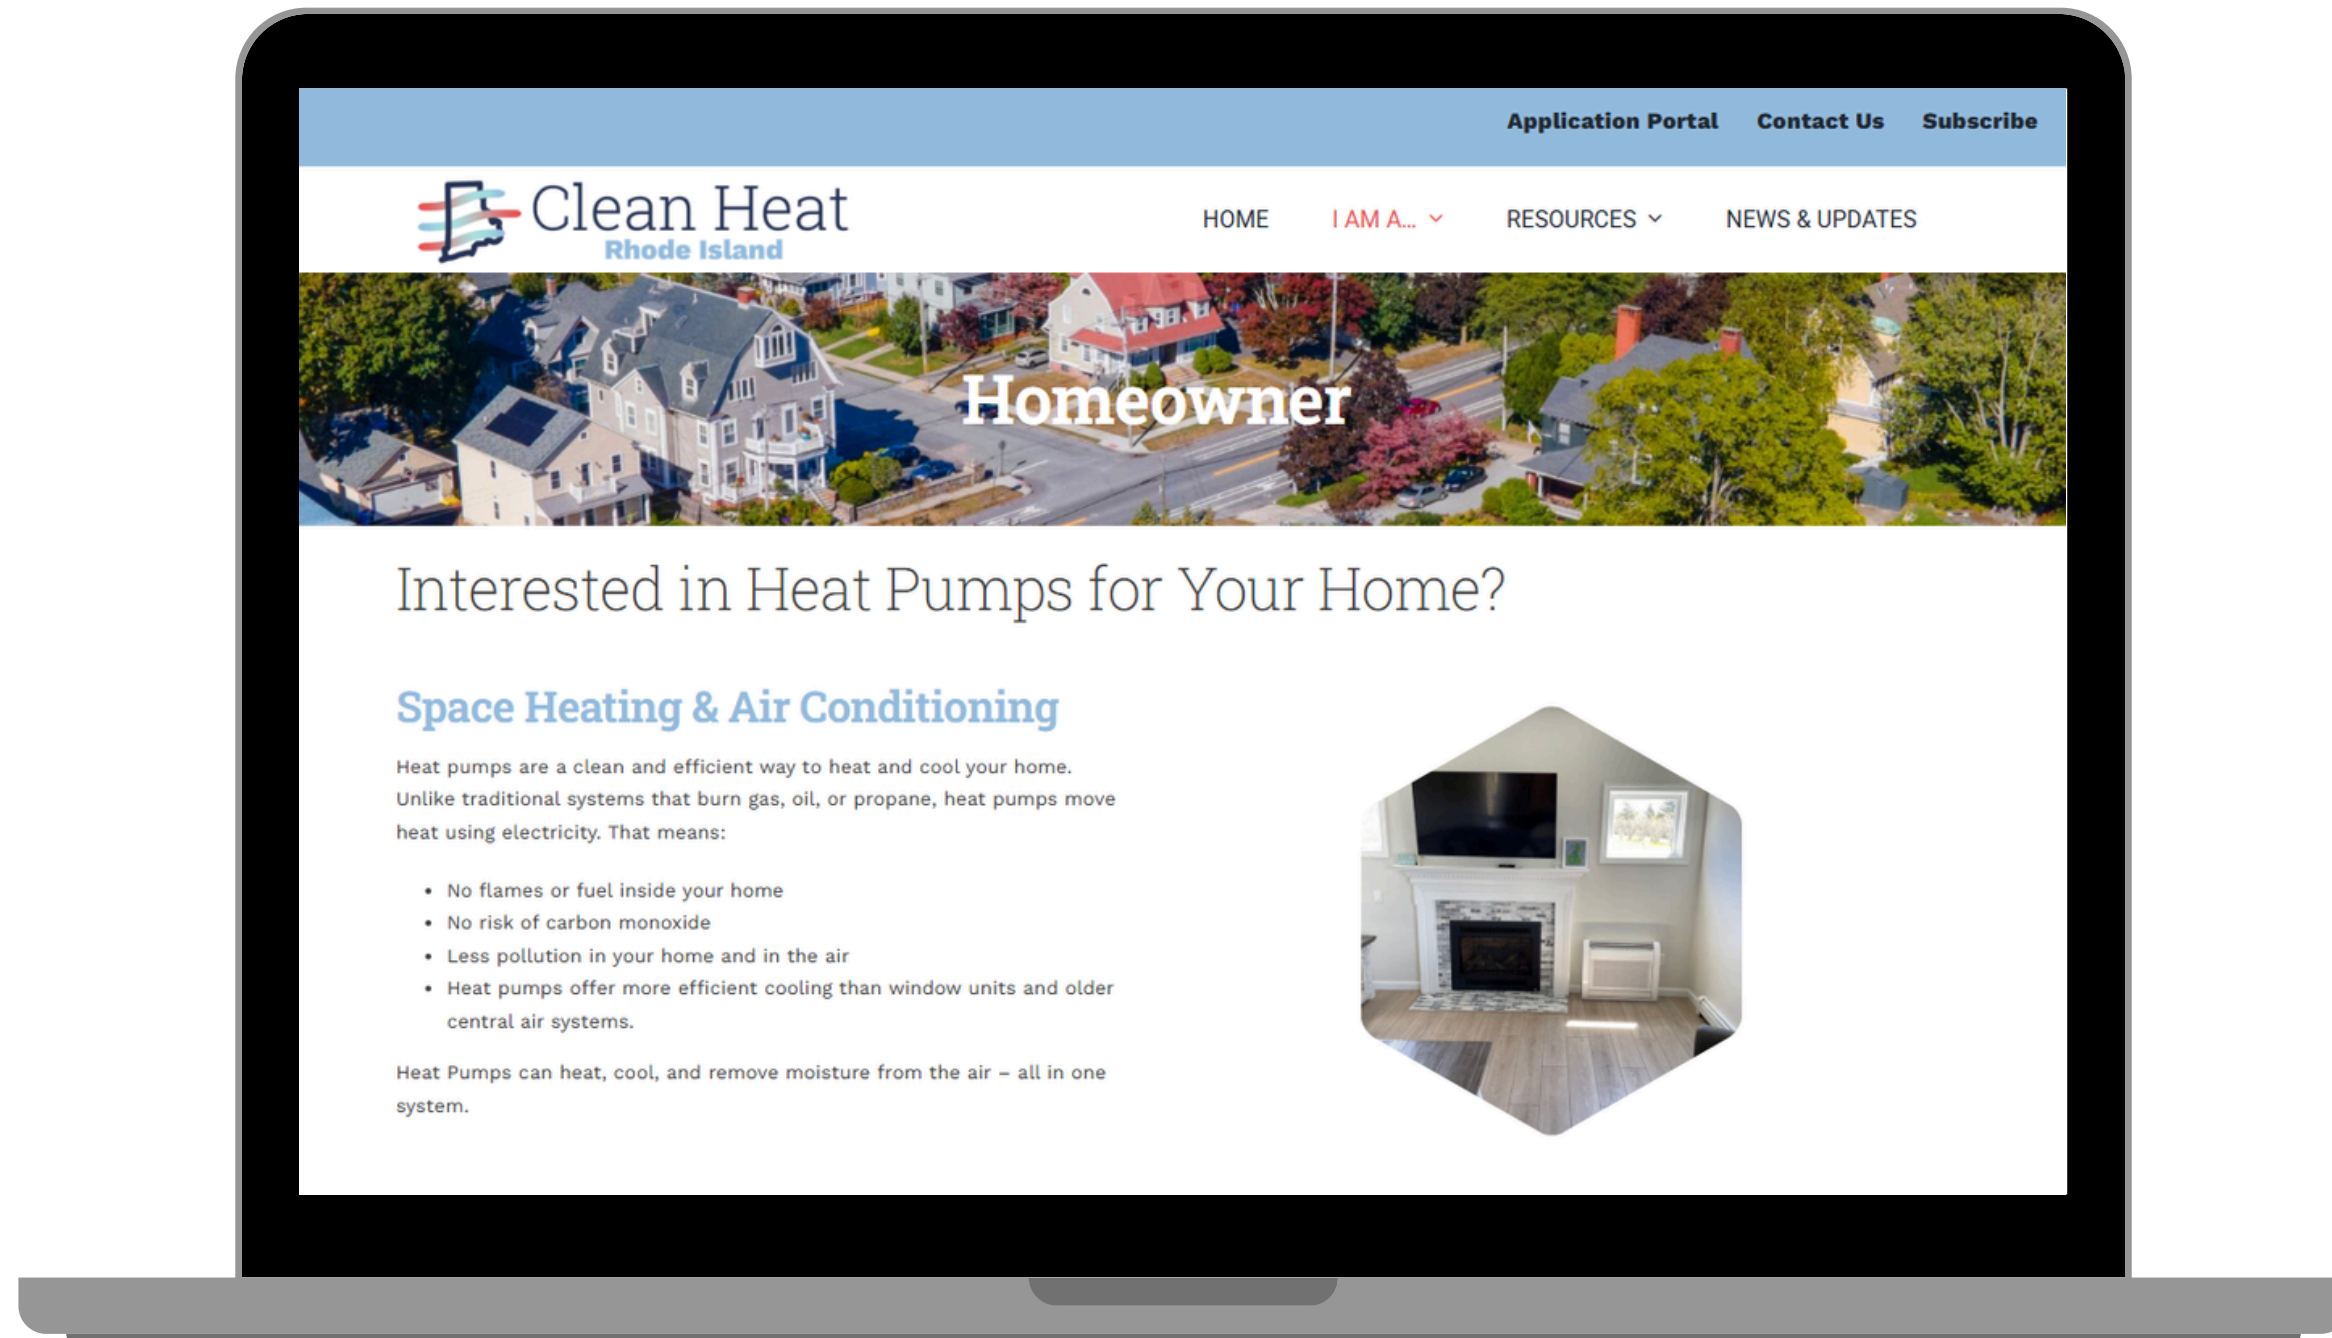 Application Portal Contact Us Subscribe
Clean Heat
Rhode Island
HOME I AM A... RESOURCES NEWS & UPDATES
Homeowner
Interested in Heat Pumps for Your Home?
Space Heating & Air Conditioning
Heat pumps are a clean and efficient way to heat and cool your home.
Unlike traditional systems that burn gas, oil, or propane, heat pumps move
heat using electricity. That means:
• No flames or fuel inside your home
• No risk of carbon monoxide
• Less pollution in your home and in the air
• Heat pumps offer more efficient cooling than window units and older
central air systems.
Heat Pumps can heat, cool, and remove moisture from the air – all in one
system.